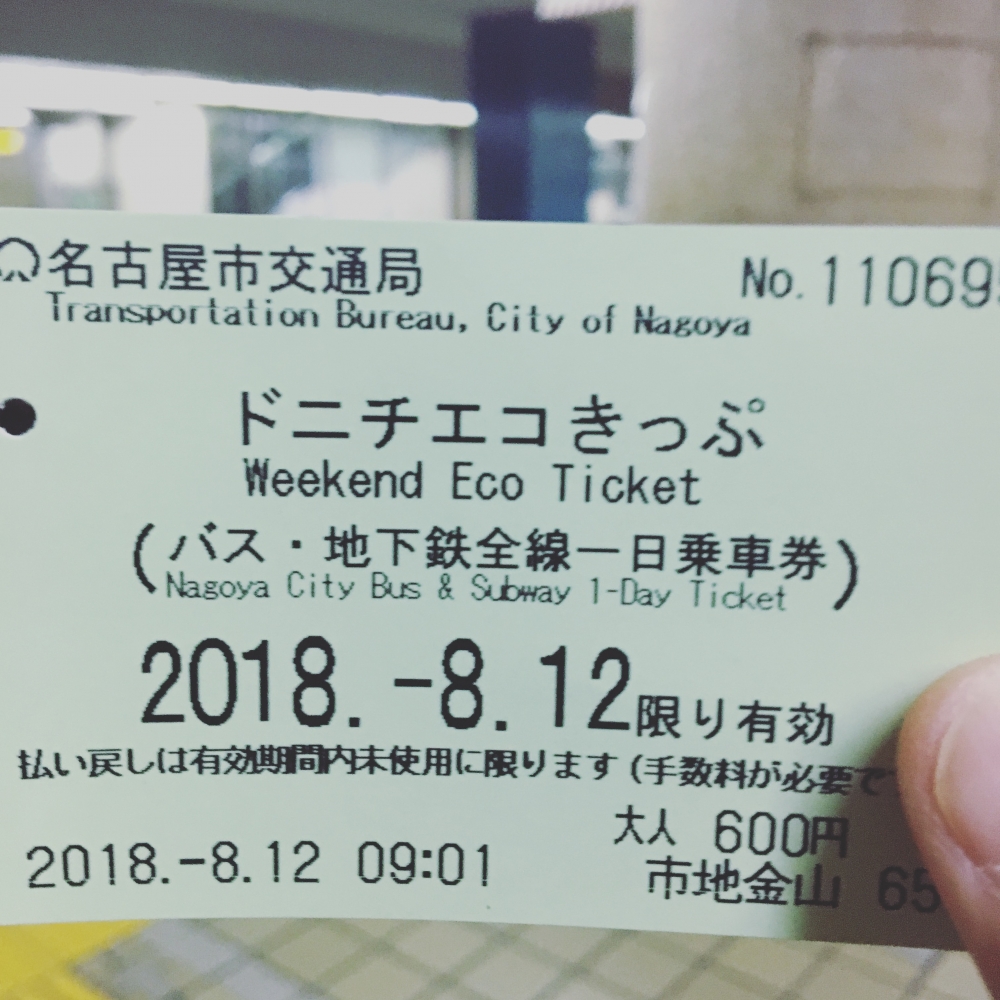 名古屋市交通局
Transportation Bureau, City of Nagoya
No. 110695
ドニチエコきっぷ
Weekend Eco Ticket
(バス・地下鉄全線一日乗車券)
Nagoya City Bus & Subway 1-Day Ticket
2018.-8.12限り有効
払い戻しは有効期間内未使用に限ります(手数料が必要で
大人 600円
2018.-8.12 09:01
市地金山 65